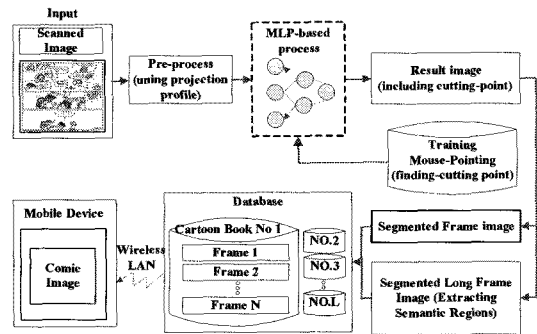 Input
Scanned
Image
Pre-process
(uning projection
profile)
MLP-based
process
Result image
(including cutting-point)
Training
Mouse-Pointing
(finding-cutting point)
Mobile Device
Comic
Image
Wireless
LAN
Database
Cartoon Book No 1
Frame 1
Frame 2
Frame N
NO.2
NO.3
NO.L
Segmented Frame image
Segmented Long Frame
Image (Extracting
Semantic Regions)